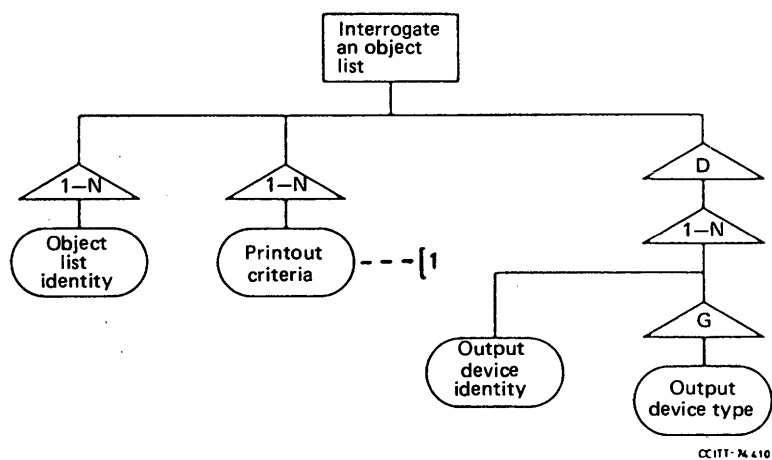 Interrogate
an object
list
1–N
1–N
D
1–N
Object
list
identity
Printout
criteria
[1
G
Output
device
identity
Output
device type
CCITT-74410